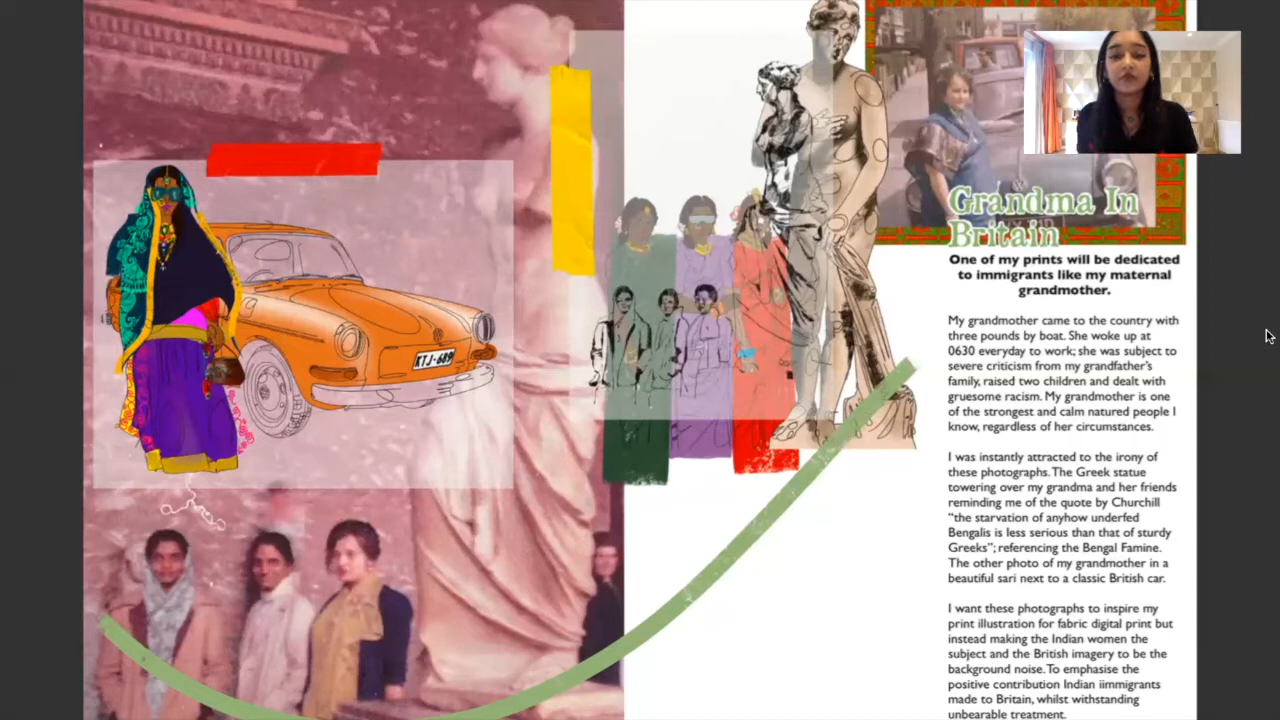 KTJ-689
Grandma In
Britain
One of my prints will be dedicated
to immigrants like my maternal
grandmother.
My grandmother came to the country with
three pounds by boat. She woke up at
0630 everyday to work; she was subject to
severe criticism from my grandfather's
family, raised two children and dealt with
gruesome racism. My grandmother is one
of the strongest and calm natured people I
know, regardless of her circumstances.
I was instantly attracted to the irony of
these photographs. The Greek statue
towering over my grandma and her friends
reminding me of the quote by Churchill
"the starvation of anyhow underfed
Bengalis is less serious than that of sturdy
Greeks"; referencing the Bengal Famine.
The other photo of my grandmother in a
beautiful sari next to a classic British car.
I want these photographs to inspire my
print illustration for fabric digital print but
instead making the Indian women the
subject and the British imagery to be the
background noise. To emphasise the
positive contribution Indian iimmigrants
made to Britain, whilst withstanding
unbearable treatment.